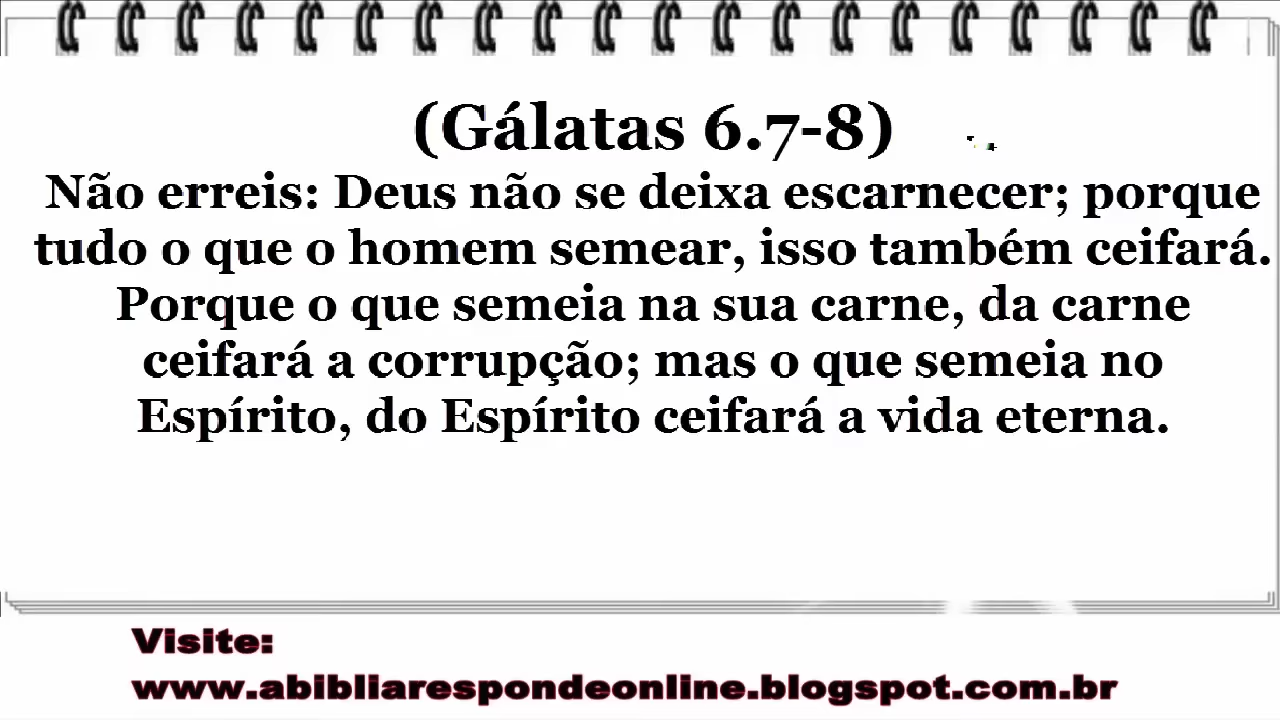 (Gálatas 6.7-8)
Não erreis: Deus não se deixa escarnecer; porque
tudo o que o homem semear, isso também ceifará.
Porque o que semeia na sua carne, da carne
ceifará a corrupção; mas o que semeia no
Espírito, do Espírito ceifará a vida eterna.
Visite:
www.abibliarespondeonline.blogspot.com.br